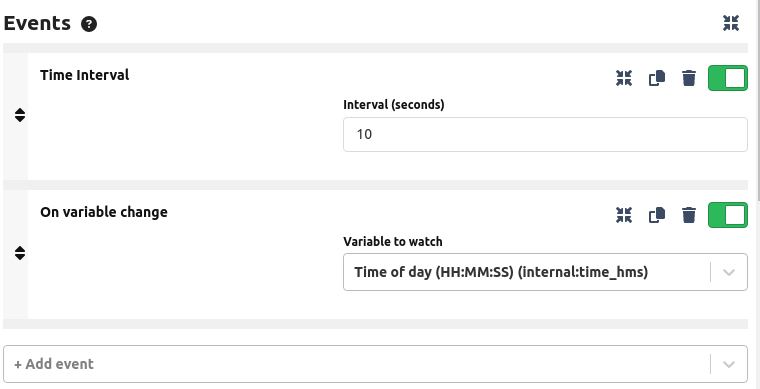 Events ?
Time Interval
Interval (seconds)
10
On variable change
Variable to watch
Time of day (HH:MM:SS) (internal:time_hms)
+ Add event